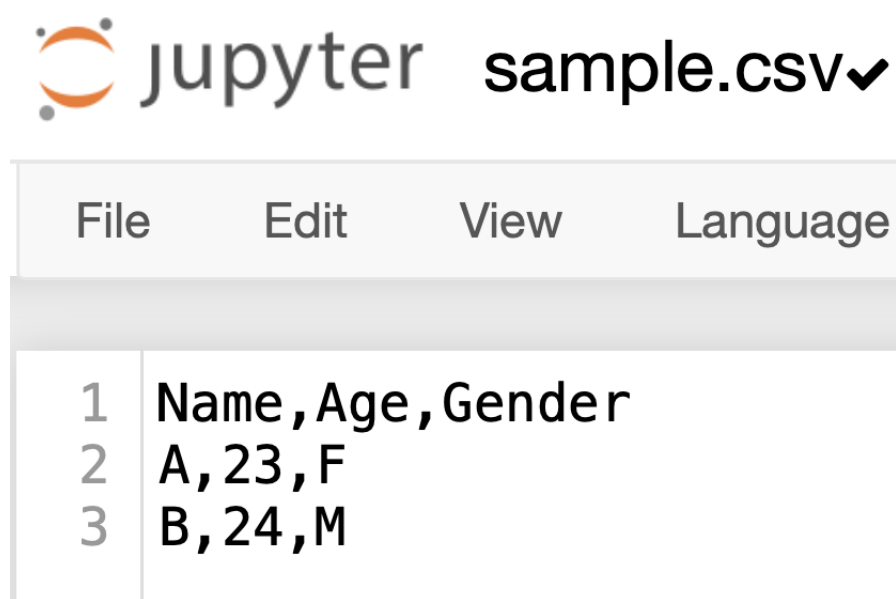 jupyter sample.csv✔
File Edit View Language
1 Name,Age,Gender
2 A,23,F
3 B,24,M